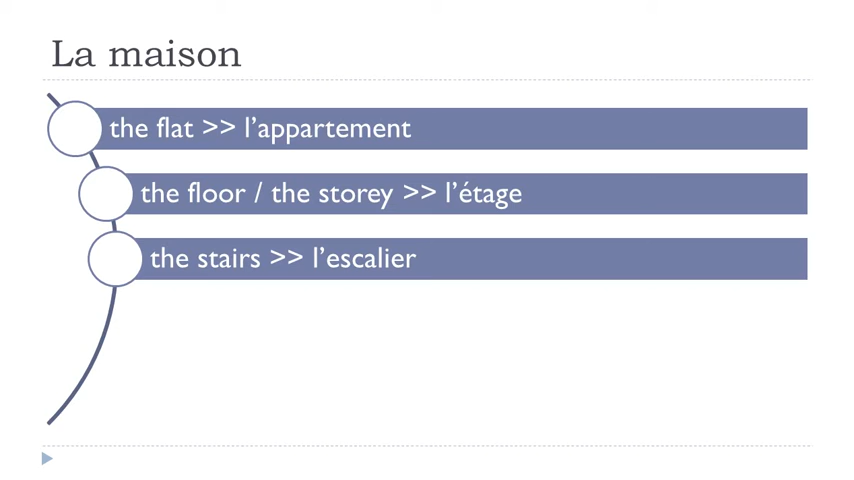 La maison
the flat >> l’appartement
the floor / the storey >> l’étage
the stairs >> l’escalier